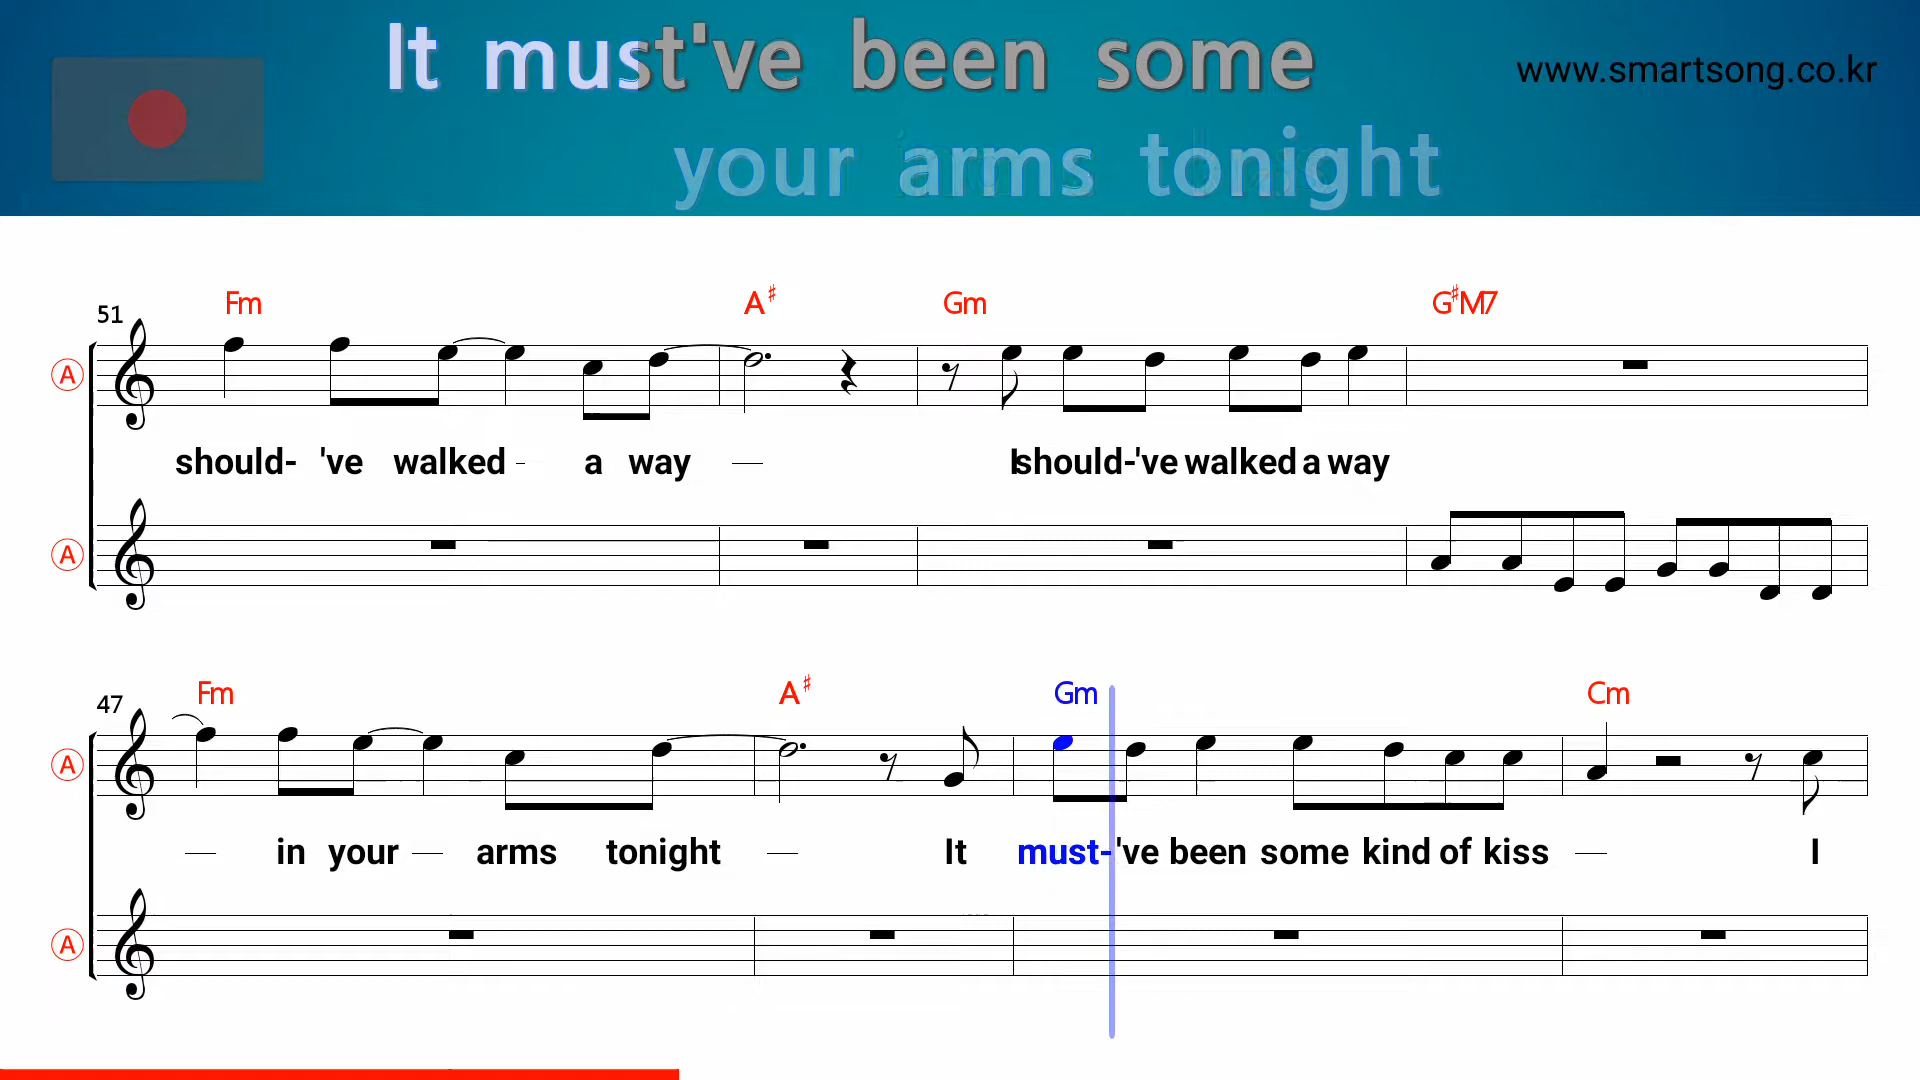 It must've been some
www.smartsong.co.kr
your arms tonight
51 Fm A♯ Gm G♯M7
A
should- 've walked - a way — I should-'ve walked a way
A
47 Fm A♯ Gm Cm
A
— in your — arms tonight — It must-'ve been some kind of kiss — I
A